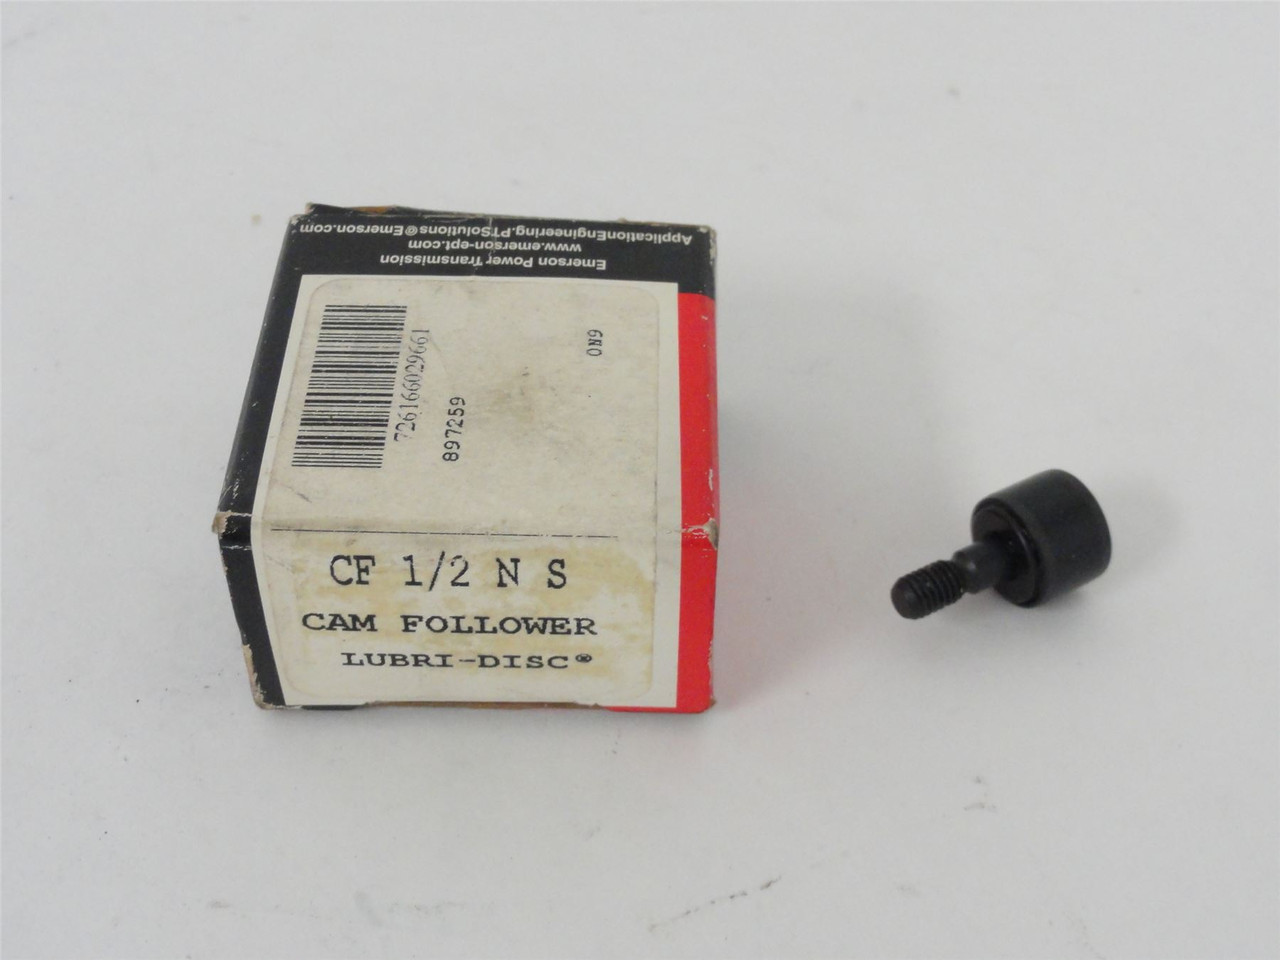 Emerson Power Transmission
www.emerson-ept.com
ApplicationEngineering.PTSolutions@Emerson.com
726166029661
897259
0N9
CF 1/2 N S
CAM FOLLOWER
LUBRI-DISC®